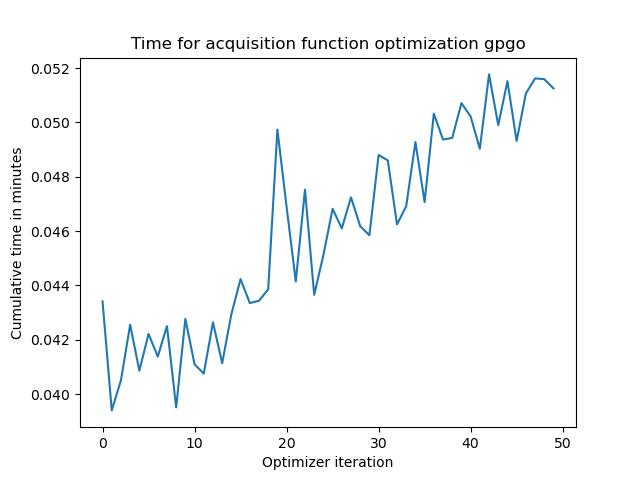 Time for acquisition function optimization gpgo
0.052
0.050
0.048
0.046
0.044
0.042
0.040
Cumulative time in minutes
0 10 20 30 40 50
Optimizer iteration